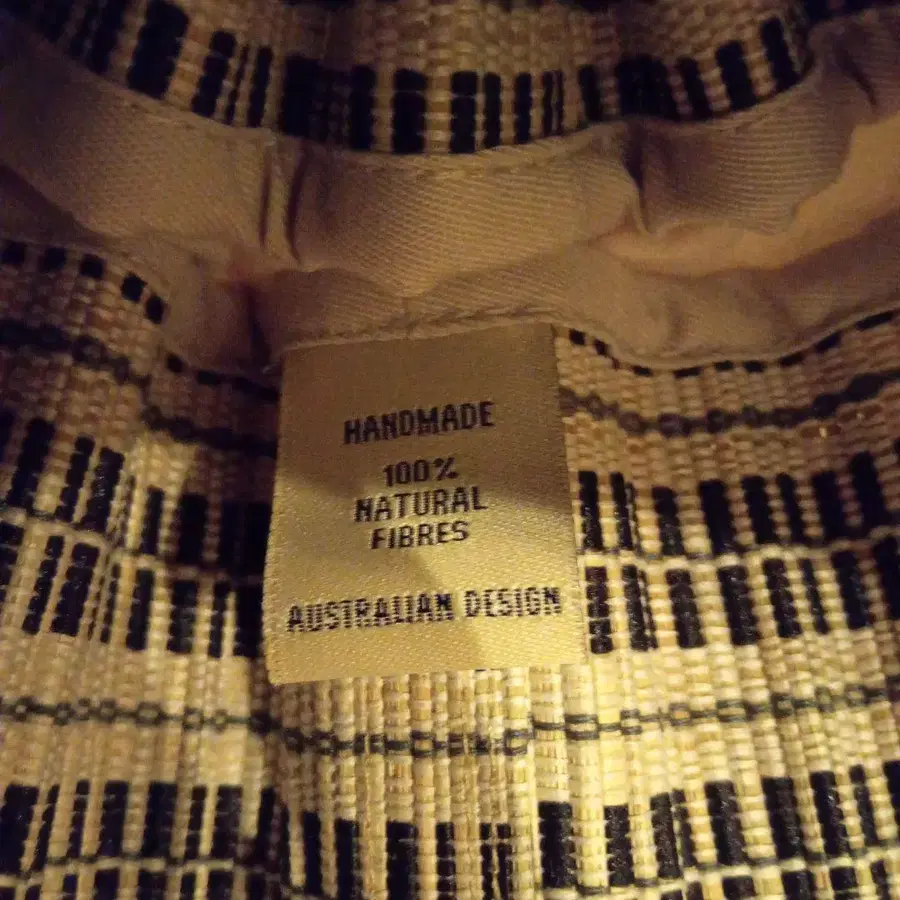 HANDMADE
100%
NATURAL
FIBRES
AUSTRALIAN DESIGN